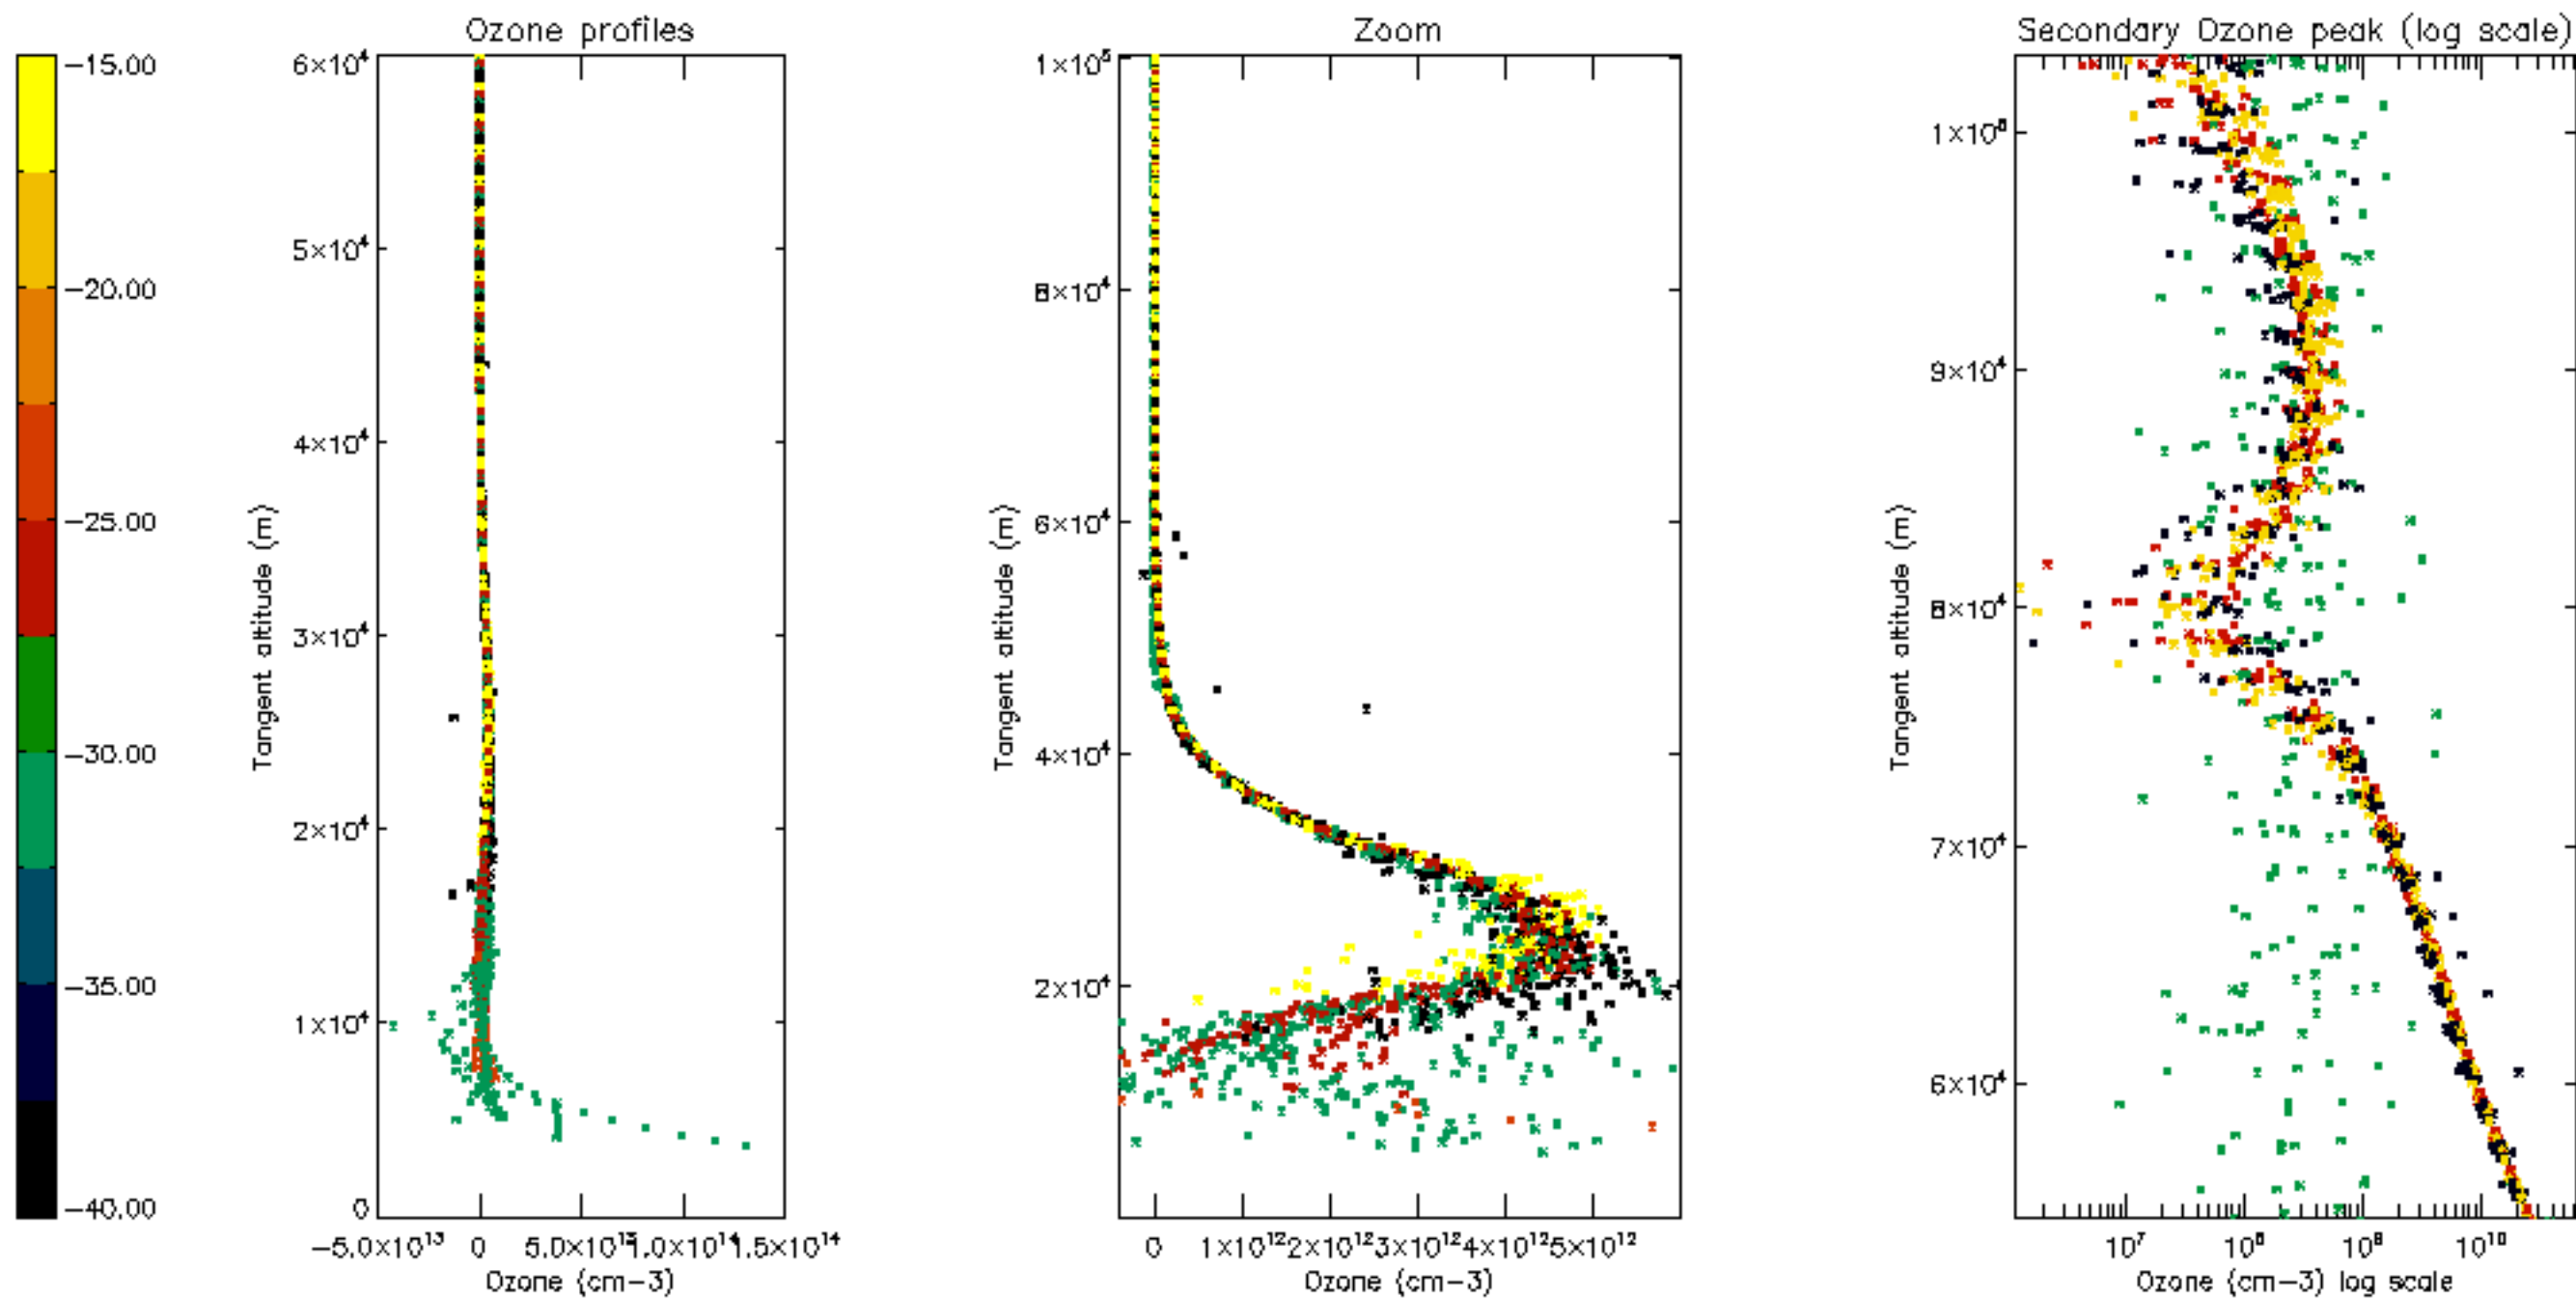 Ozone profiles
Zoom
Secondary Ozone peak (log scale)
-15.00
-20.00
-25.00
-30.00
-35.00
-40.00
6×10⁴
5×10⁴
4×10⁴
3×10⁴
2×10⁴
1×10⁴
0
Tangent altitude (m)
-5.0×10¹³ 0 5.0×10¹³ 1.0×10¹⁴ 1.5×10¹⁴
Ozone (cm-3)
1×10⁵
8×10⁴
6×10⁴
4×10⁴
2×10⁴
Tangent altitude (m)
0 1×10¹² 2×10¹² 3×10¹² 4×10¹² 5×10¹²
Ozone (cm-3)
1×10⁵
9×10⁴
8×10⁴
7×10⁴
6×10⁴
Tangent altitude (m)
10⁷ 10⁸ 10⁹ 10¹⁰
Ozone (cm-3) log scale